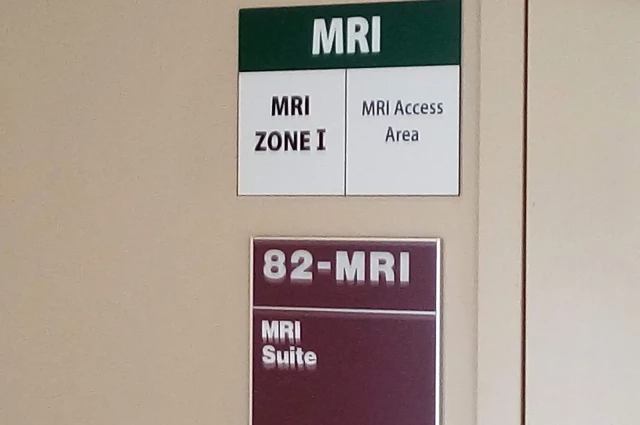 MRI
MRI
ZONE I
MRI Access
Area
82-MRI
MRI
Suite